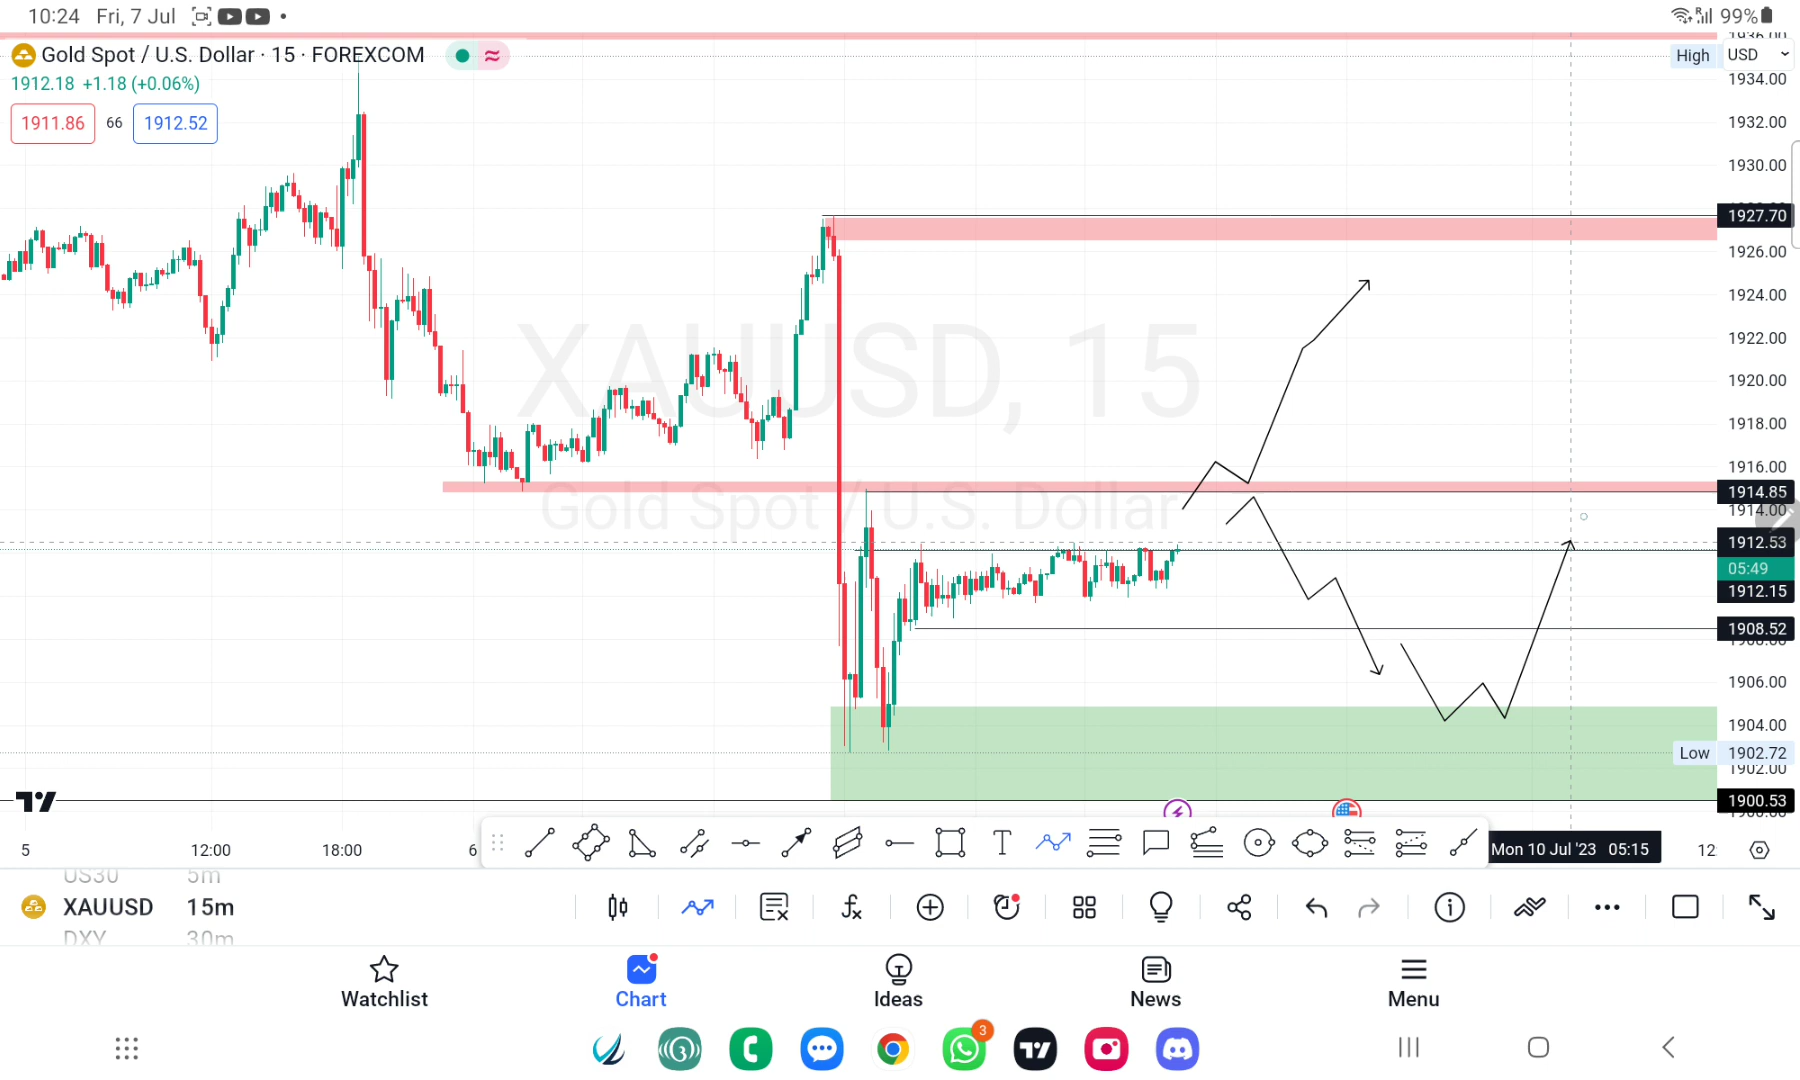 10:24 Fri, 7 Jul
99%
Gold Spot / U.S. Dollar · 15 · FOREXCOM
1912.18 +1.18 (+0.06%)
1911.86 66 1912.52
XAUUSD, 15
Gold Spot / U.S. Dollar
1936.00
High
USD
1934.00
1932.00
1930.00
1927.70
1926.00
1924.00
1922.00
1920.00
1918.00
1916.00
1914.85
1914.00
1912.53
05:49
1912.15
1908.52
1906.00
1904.00
Low 1902.72
1902.00
1900.53
5 12:00 18:00 6 Mon 10 Jul '23 05:15 12
US30 5m
XAUUSD 15m
DXY 30m
Watchlist
Chart
Ideas
News
Menu
3
3